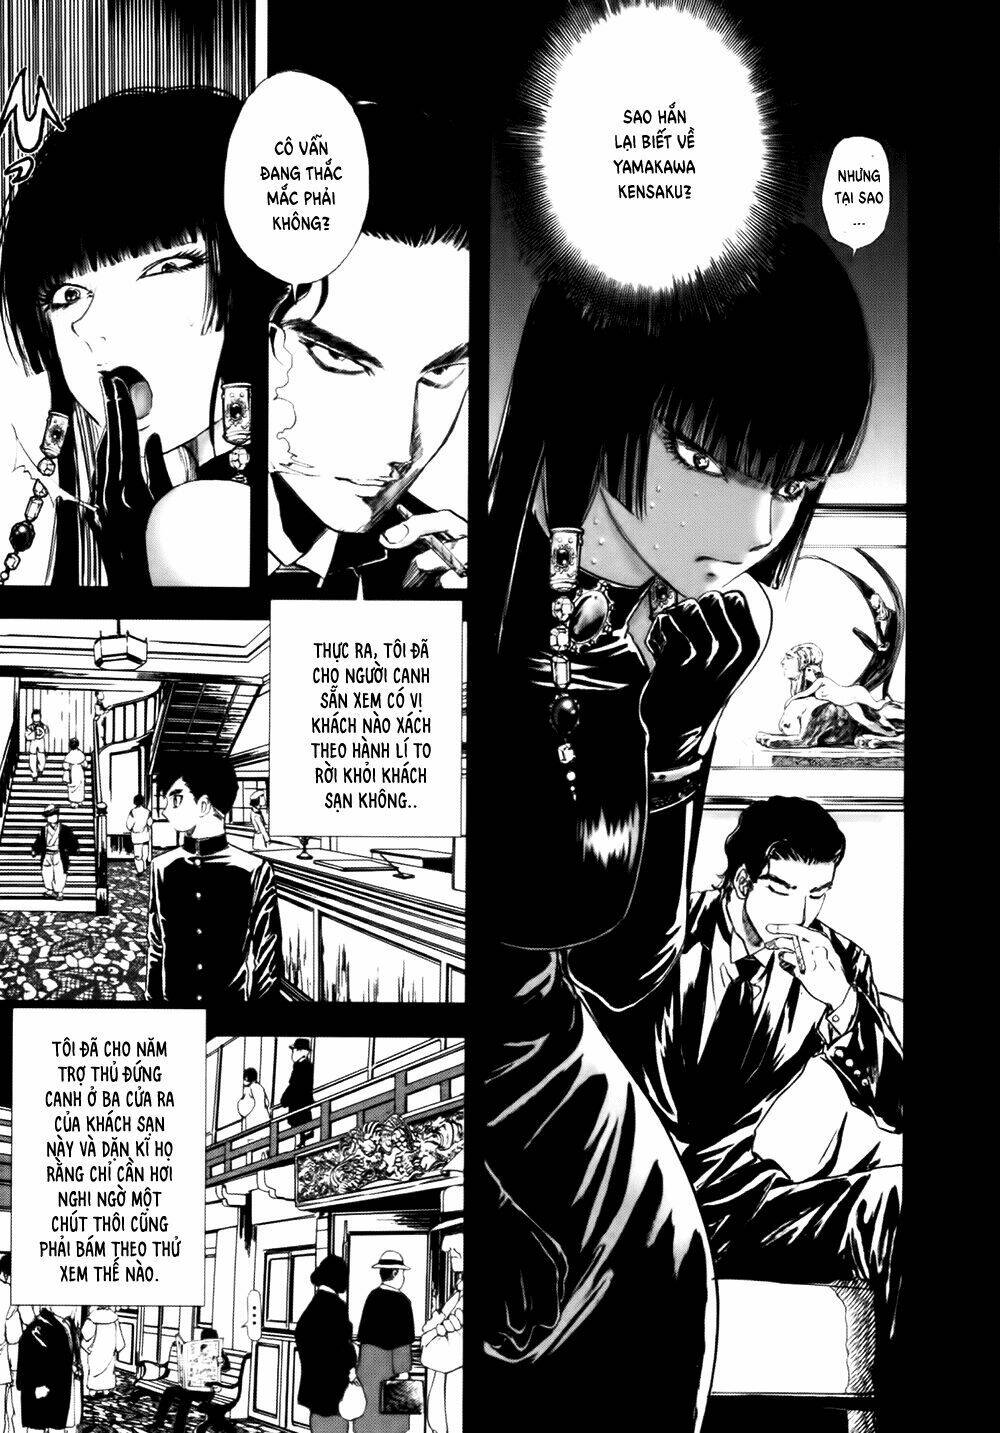 NHƯNG
TẠI SAO
...
SAO HẮN
LẠI BIẾT VỀ
YAMAKAWA
KENSAKU?
CÔ VẪN
ĐANG THẮC
MẮC PHẢI
KHÔNG?
THỰC RA, TÔI ĐÃ
CHO NGƯỜI CANH
SẴN XEM CÓ VỊ
KHÁCH NÀO XÁCH
THEO HÀNH LÍ TO
RỜI KHỎI KHÁCH
SẠN KHÔNG..
TÔI ĐÃ CHO NĂM
TRỢ THỦ ĐỨNG
CANH Ở BA CỬA RA
CỦA KHÁCH SẠN
NÀY VÀ DẶN KĨ HỌ
RẰNG CHỈ CẦN HƠI
NGHI NGỜ MỘT
CHÚT THÔI CŨNG
PHẢI BÁM THEO THỬ
XEM THẾ NÀO.
...